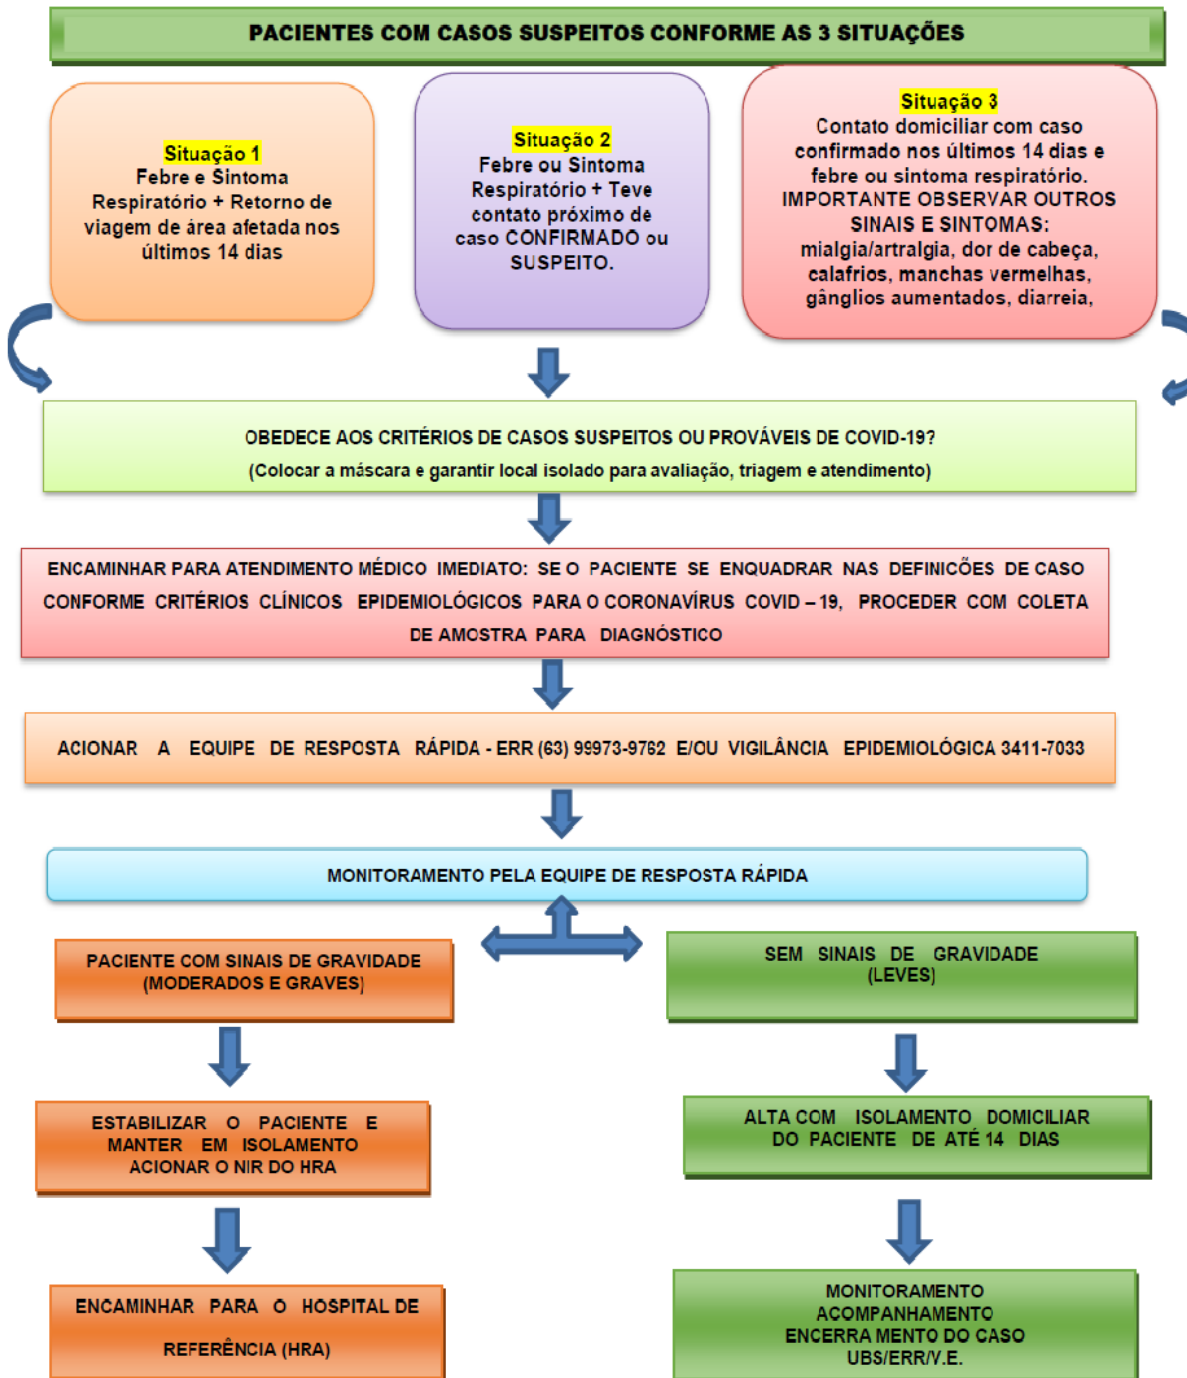 PACIENTES COM CASOS SUSPEITOS CONFORME AS 3 SITUAÇÕES
Situação 1
Febre e Sintoma
Respiratório + Retorno de
viagem de área afetada nos
últimos 14 dias
Situação 2
Febre ou Sintoma
Respiratório + Teve
contato próximo de
caso CONFIRMADO ou
SUSPEITO.
Situação 3
Contato domiciliar com caso
confirmado nos últimos 14 dias e
febre ou sintoma respiratório.
IMPORTANTE OBSERVAR OUTROS
SINAIS E SINTOMAS:
mialgia/artralgia, dor de cabeça,
calafrios, manchas vermelhas,
gânglios aumentados, diarreia,
OBEDECE AOS CRITÉRIOS DE CASOS SUSPEITOS OU PROVÁVEIS DE COVID-19?
(Colocar a máscara e garantir local isolado para avaliação, triagem e atendimento)
ENCAMINHAR PARA ATENDIMENTO MÉDICO IMEDIATO: SE O PACIENTE SE ENQUADRAR NAS DEFINICÕES DE CASO
CONFORME CRITÉRIOS CLÍNICOS EPIDEMIOLÓGICOS PARA O CORONAVÍRUS COVID – 19, PROCEDER COM COLETA
DE AMOSTRA PARA DIAGNÓSTICO
ACIONAR A EQUIPE DE RESPOSTA RÁPIDA - ERR (63) 99973-9762 E/OU VIGILÂNCIA EPIDEMIOLÓGICA 3411-7033
MONITORAMENTO PELA EQUIPE DE RESPOSTA RÁPIDA
PACIENTE COM SINAIS DE GRAVIDADE
(MODERADOS E GRAVES)
SEM SINAIS DE GRAVIDADE
(LEVES)
ESTABILIZAR O PACIENTE E
MANTER EM ISOLAMENTO
ACIONAR O NIR DO HRA
ALTA COM ISOLAMENTO DOMICILIAR
DO PACIENTE DE ATÉ 14 DIAS
ENCAMINHAR PARA O HOSPITAL DE
REFERÊNCIA (HRA)
MONITORAMENTO
ACOMPANHAMENTO
ENCERRA MENTO DO CASO
UBS/ERR/V.E.